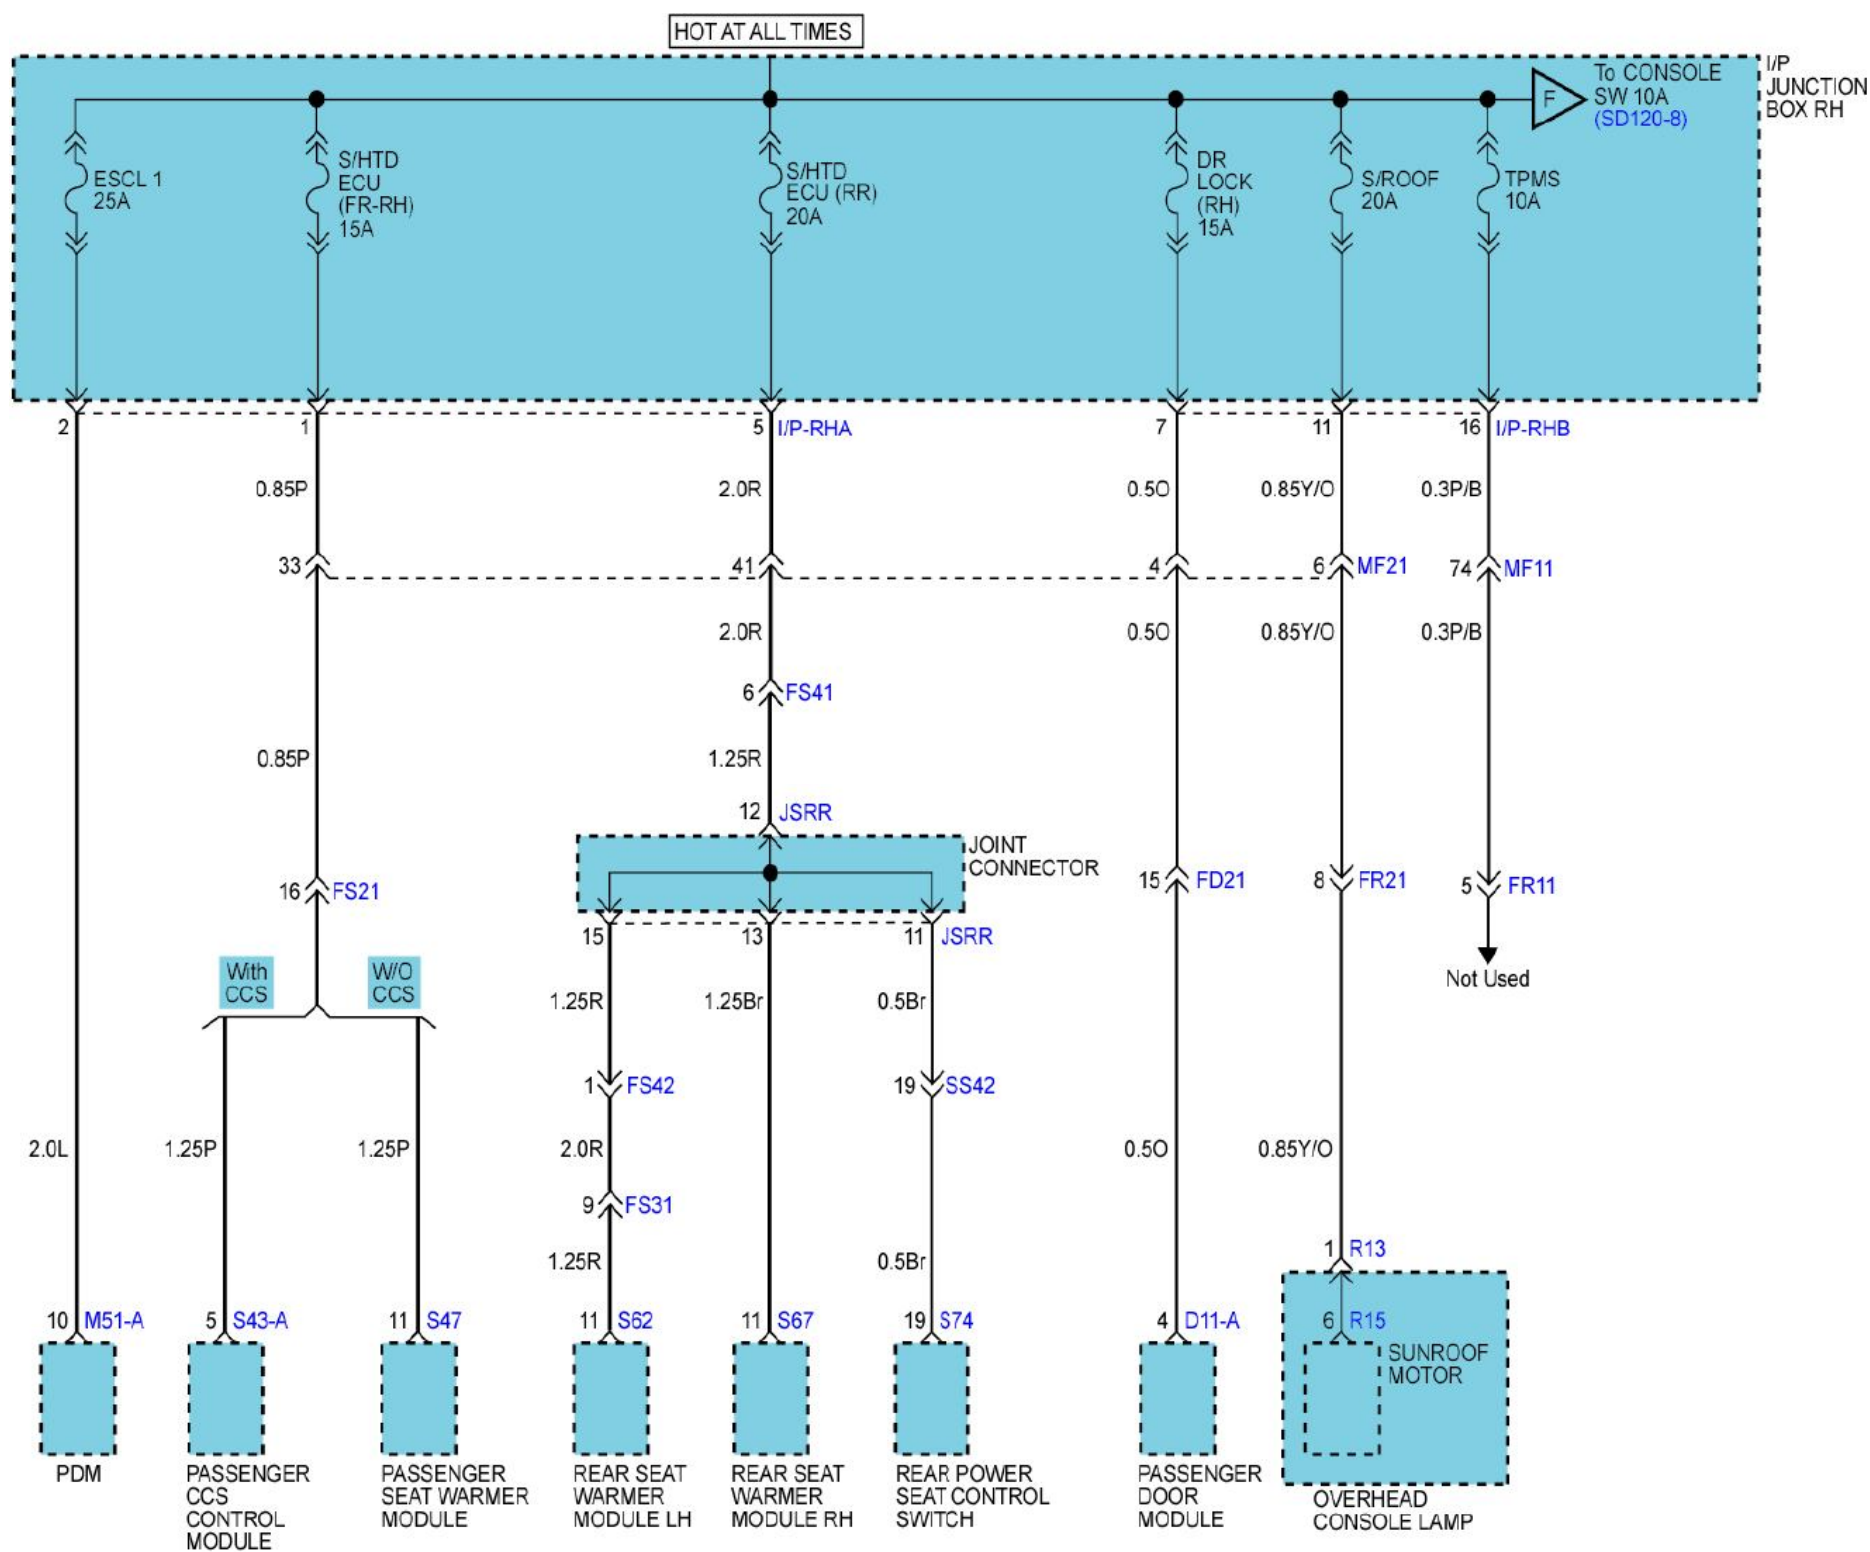 HOT AT ALL TIMES
I/P
JUNCTION
BOX RH
F
To CONSOLE
SW 10A
(SD120-8)
ESCL 1
25A
S/HTD
ECU
(FR-RH)
15A
S/HTD
ECU (RR)
20A
DR
LOCK
(RH)
15A
S/ROOF
20A
TPMS
10A
2
1
5 I/P-RHA
7
11
16 I/P-RHB
0.85P
2.0R
0.5O
0.85Y/O
0.3P/B
33
41
4
6 MF21
74 MF11
2.0R
0.5O
0.85Y/O
0.3P/B
6 FS41
0.85P
1.25R
12 JSRR
JOINT
CONNECTOR
16 FS21
15 FD21
8 FR21
5 FR11
15
13
11 JSRR
Not Used
With
CCS
W/O
CCS
1.25R
1.25Br
0.5Br
1 FS42
19 SS42
2.0L
1.25P
1.25P
2.0R
0.5O
0.85Y/O
9 FS31
1.25R
0.5Br
1 R13
10 M51-A
5 S43-A
11 S47
11 S62
11 S67
19 S74
4 D11-A
6 R15
SUNROOF
MOTOR
PDM
PASSENGER
CCS
CONTROL
MODULE
PASSENGER
SEAT WARMER
MODULE
REAR SEAT
WARMER
MODULE LH
REAR SEAT
WARMER
MODULE RH
REAR POWER
SEAT CONTROL
SWITCH
PASSENGER
DOOR
MODULE
OVERHEAD
CONSOLE LAMP